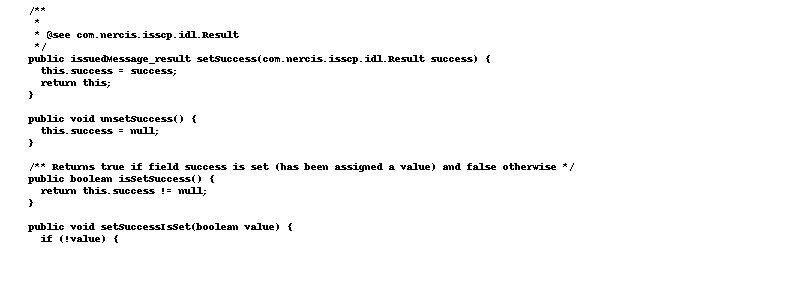 /**
*
* @see com.nercis.isscp.idl.Result
*/
public issuedMessage_result setSuccess(com.nercis.isscp.idl.Result success) {
this.success = success;
return this;
}
public void unsetSuccess() {
this.success = null;
}
/** Returns true if field success is set (has been assigned a value) and false otherwise */
public boolean isSetSuccess() {
return this.success != null;
}
public void setSuccessIsSet(boolean value) {
if (!value) {